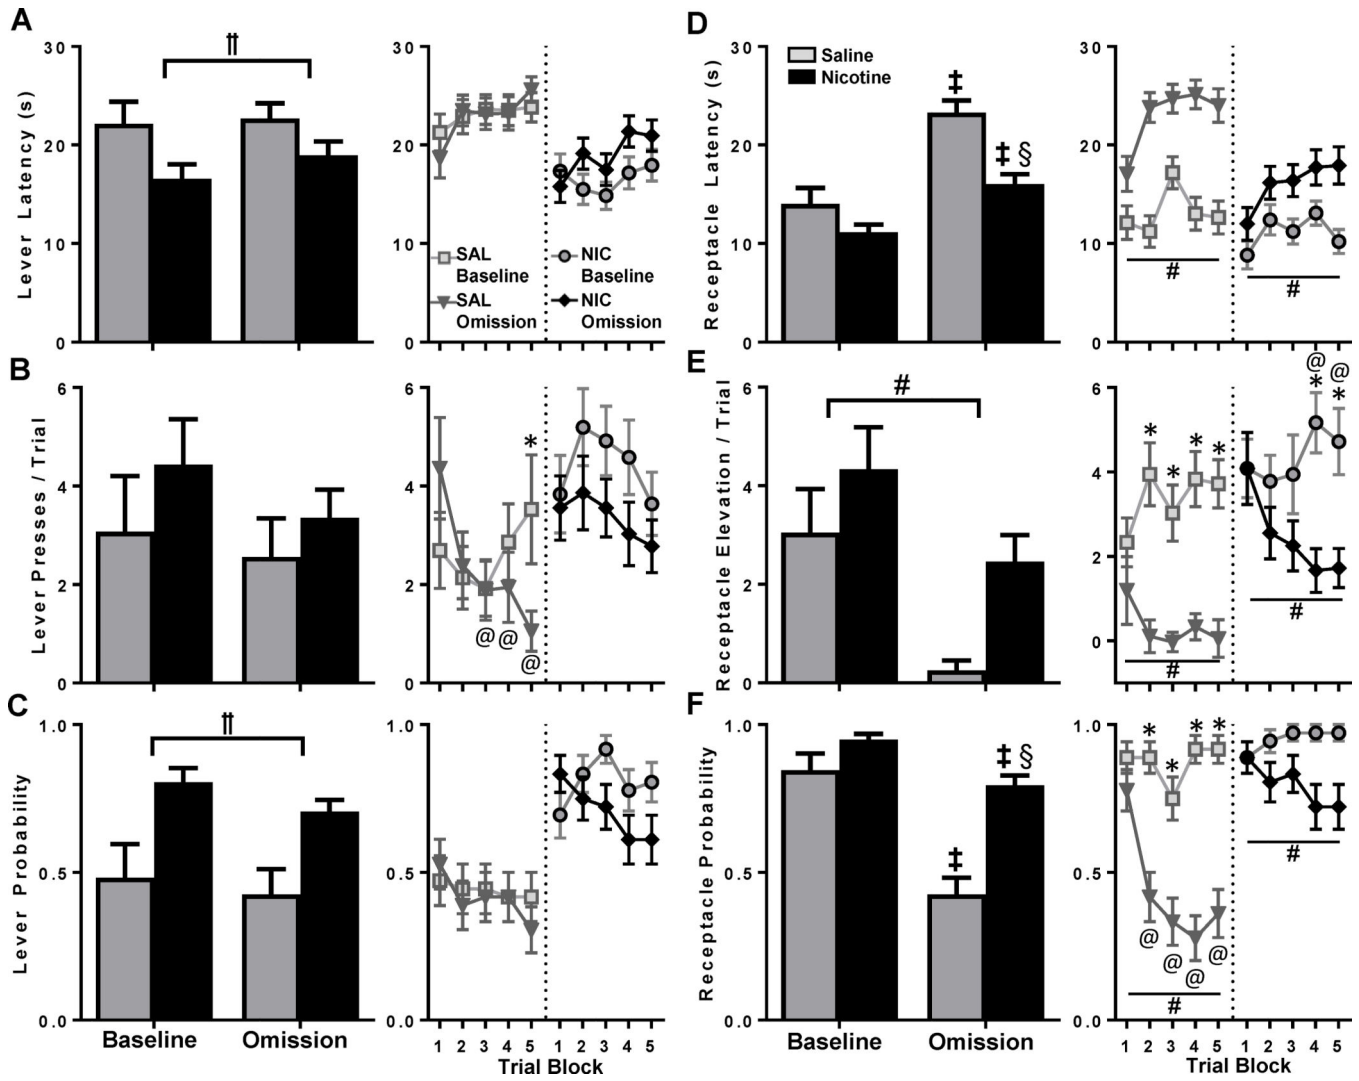 A
Lever Latency (s)
30
20
10
0
††
30
20
10
0
SAL Baseline
SAL Omission
NIC Baseline
NIC Omission
B
Lever Presses / Trial
6
4
2
0
6
4
2
0
*
@ @ @
C
Lever Probability
1.0
0.5
0.0
††
Baseline Omission
1.0
0.5
0.0
1 2 3 4 5 1 2 3 4 5
Trial Block
D
Receptacle Latency (s)
30
20
10
0
Saline
Nicotine
‡
‡ §
30
20
10
0
# #
E
Receptacle Elevation / Trial
6
4
2
0
#
6
4
2
0
@ @
* * * * * *
# #
F
Receptacle Probability
1.0
0.5
0.0
‡
‡ §
Baseline Omission
1.0
0.5
0.0
* * * *
@ @ @ @
# #
1 2 3 4 5 1 2 3 4 5
Trial Block